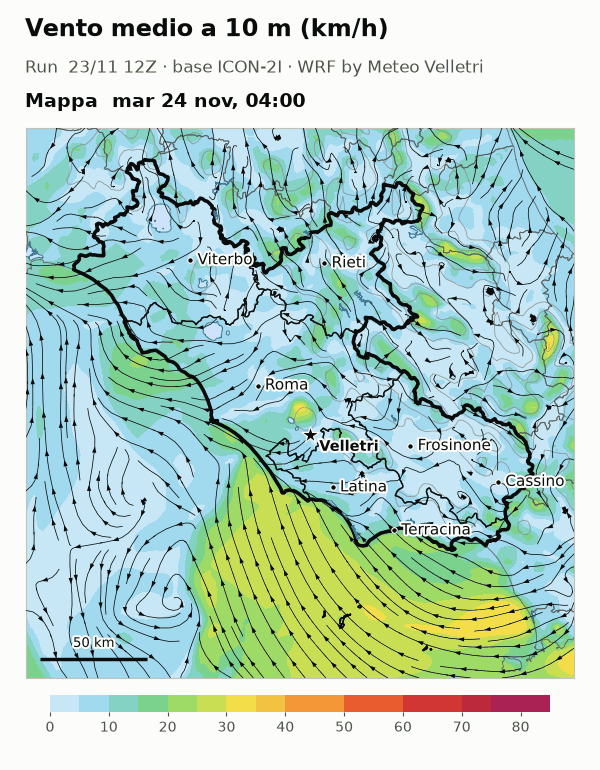 Vento medio a 10 m (km/h)
Run  23/11 12Z · base ICON-2I · WRF by Meteo Velletri
Mappa  mar 24 nov, 04:00
Viterbo
Rieti
Roma
Velletri
Frosinone
Latina
Cassino
Terracina
50 km
0 10 20 30 40 50 60 70 80